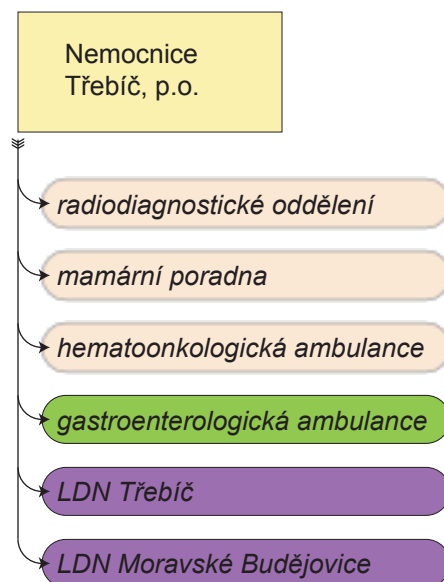 Nemocnice
Třebíč, p.o.
radiodiagnostické oddělení
mamární poradna
hematoonkologická ambulance
gastroenterologická ambulance
LDN Třebíč
LDN Moravské Budějovice